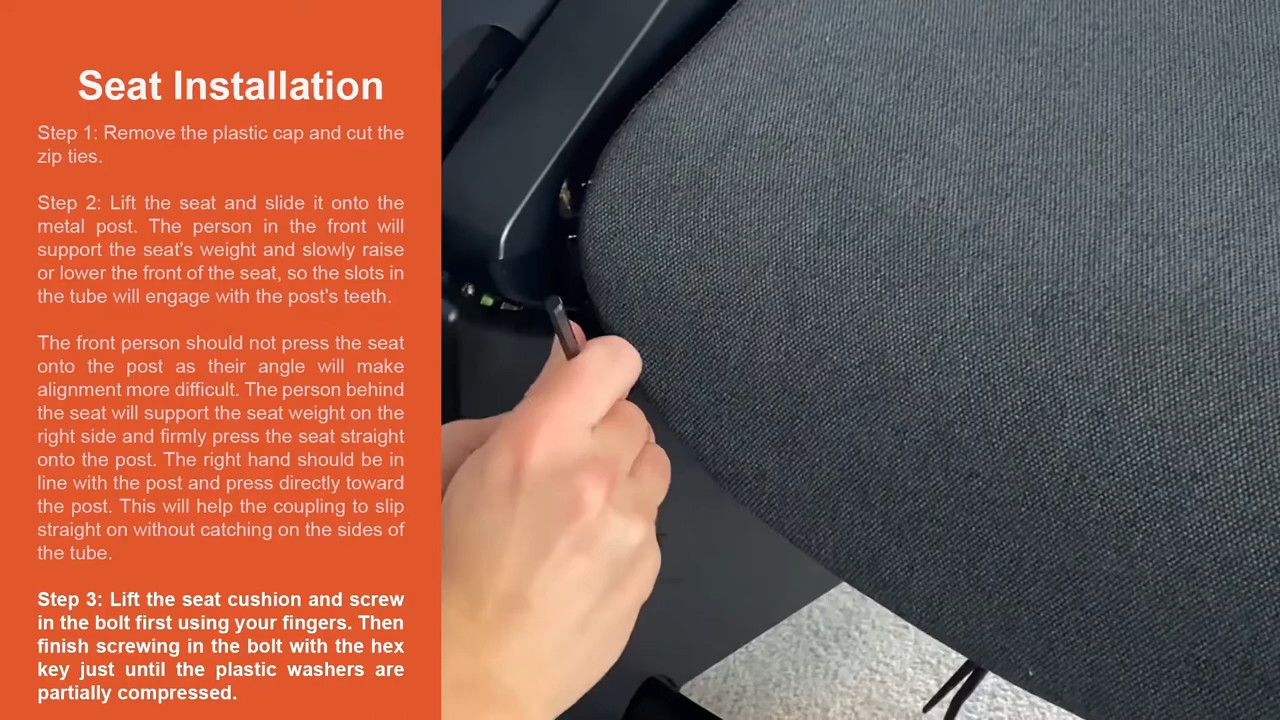 Seat Installation
Step 1: Remove the plastic cap and cut the
zip ties.
Step 2: Lift the seat and slide it onto the
metal post. The person in the front will
support the seat's weight and slowly raise
or lower the front of the seat, so the slots in
the tube will engage with the post's teeth.
The front person should not press the seat
onto the post as their angle will make
alignment more difficult. The person behind
the seat will support the seat weight on the
right side and firmly press the seat straight
onto the post. The right hand should be in
line with the post and press directly toward
the post. This will help the coupling to slip
straight on without catching on the sides of
the tube.
Step 3: Lift the seat cushion and screw
in the bolt first using your fingers. Then
finish screwing in the bolt with the hex
key just until the plastic washers are
partially compressed.